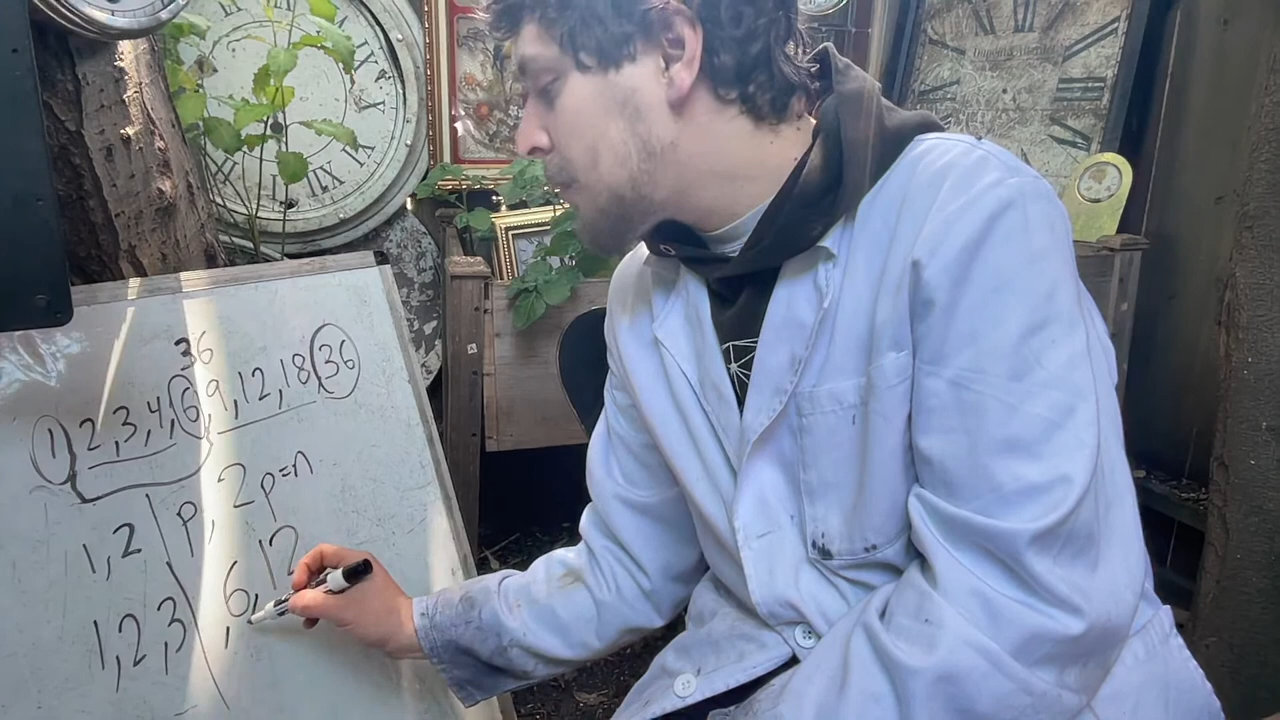 36
1, 2, 3, 4, 6, 9, 12, 18, 36
1, 2 | p, 2p=n
12
1, 2, 3 \ , 6,